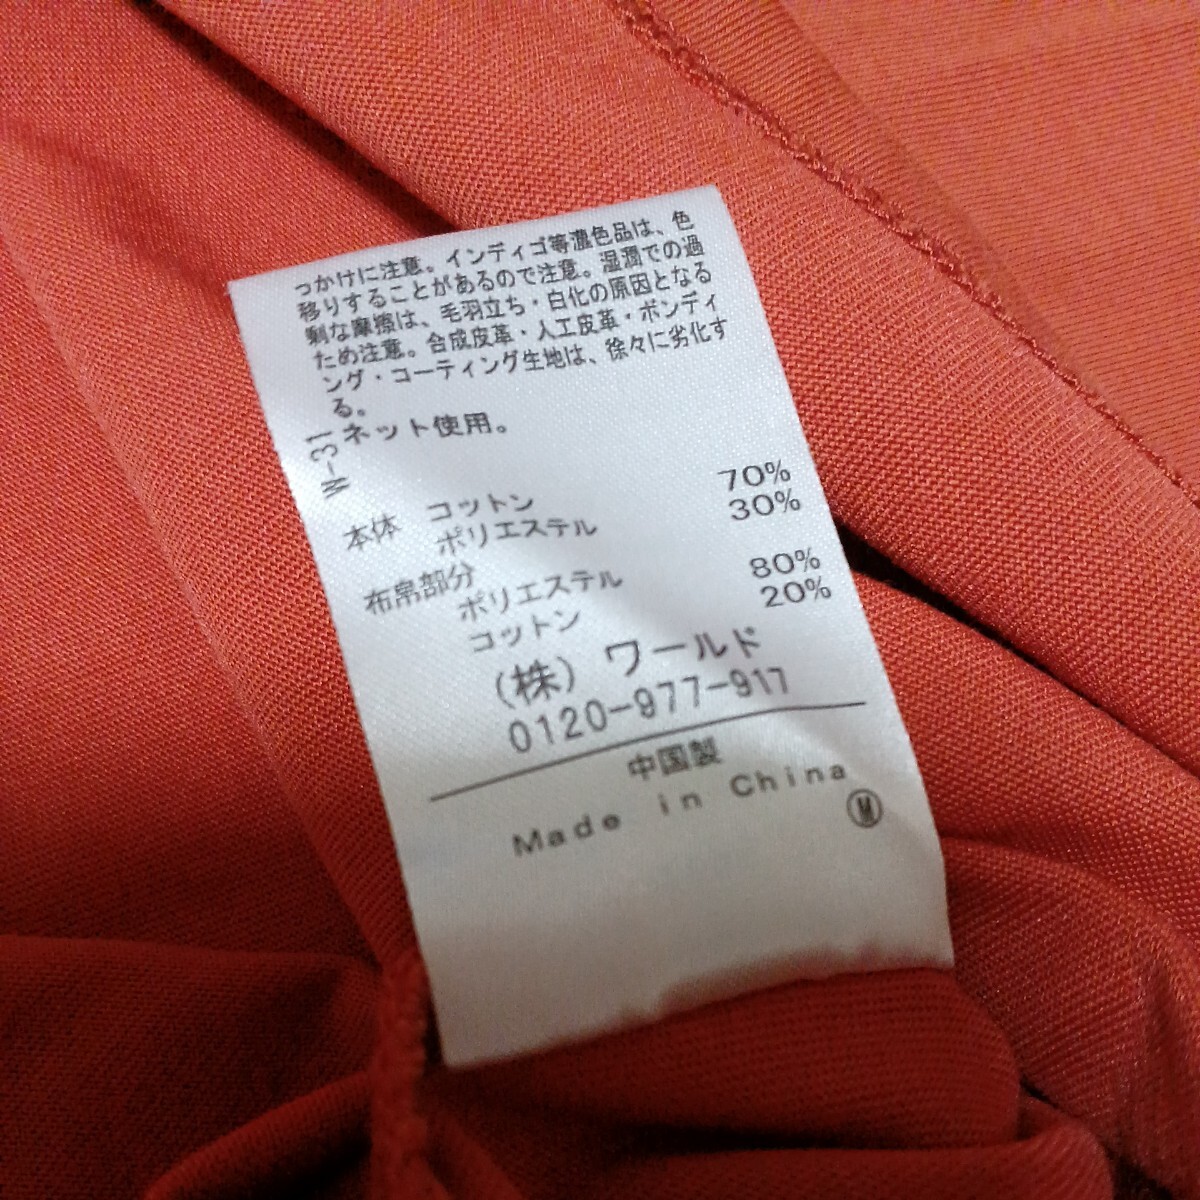 っかけに注意。インディゴ等濃色品は、色
移りすることがあるので注意。湿潤での過
剰な摩擦は、毛羽立ち・白化の原因となる
ため注意。合成皮革・人工皮革・ボンディ
ング・コーティング生地は、徐々に劣化す
る。
W-31
ネット使用。
本体 コットン 70%
ポリエステル 30%
布帛部分
ポリエステル 80%
コットン 20%
(株) ワールド
0120-977-917
中国製
Made in China
M